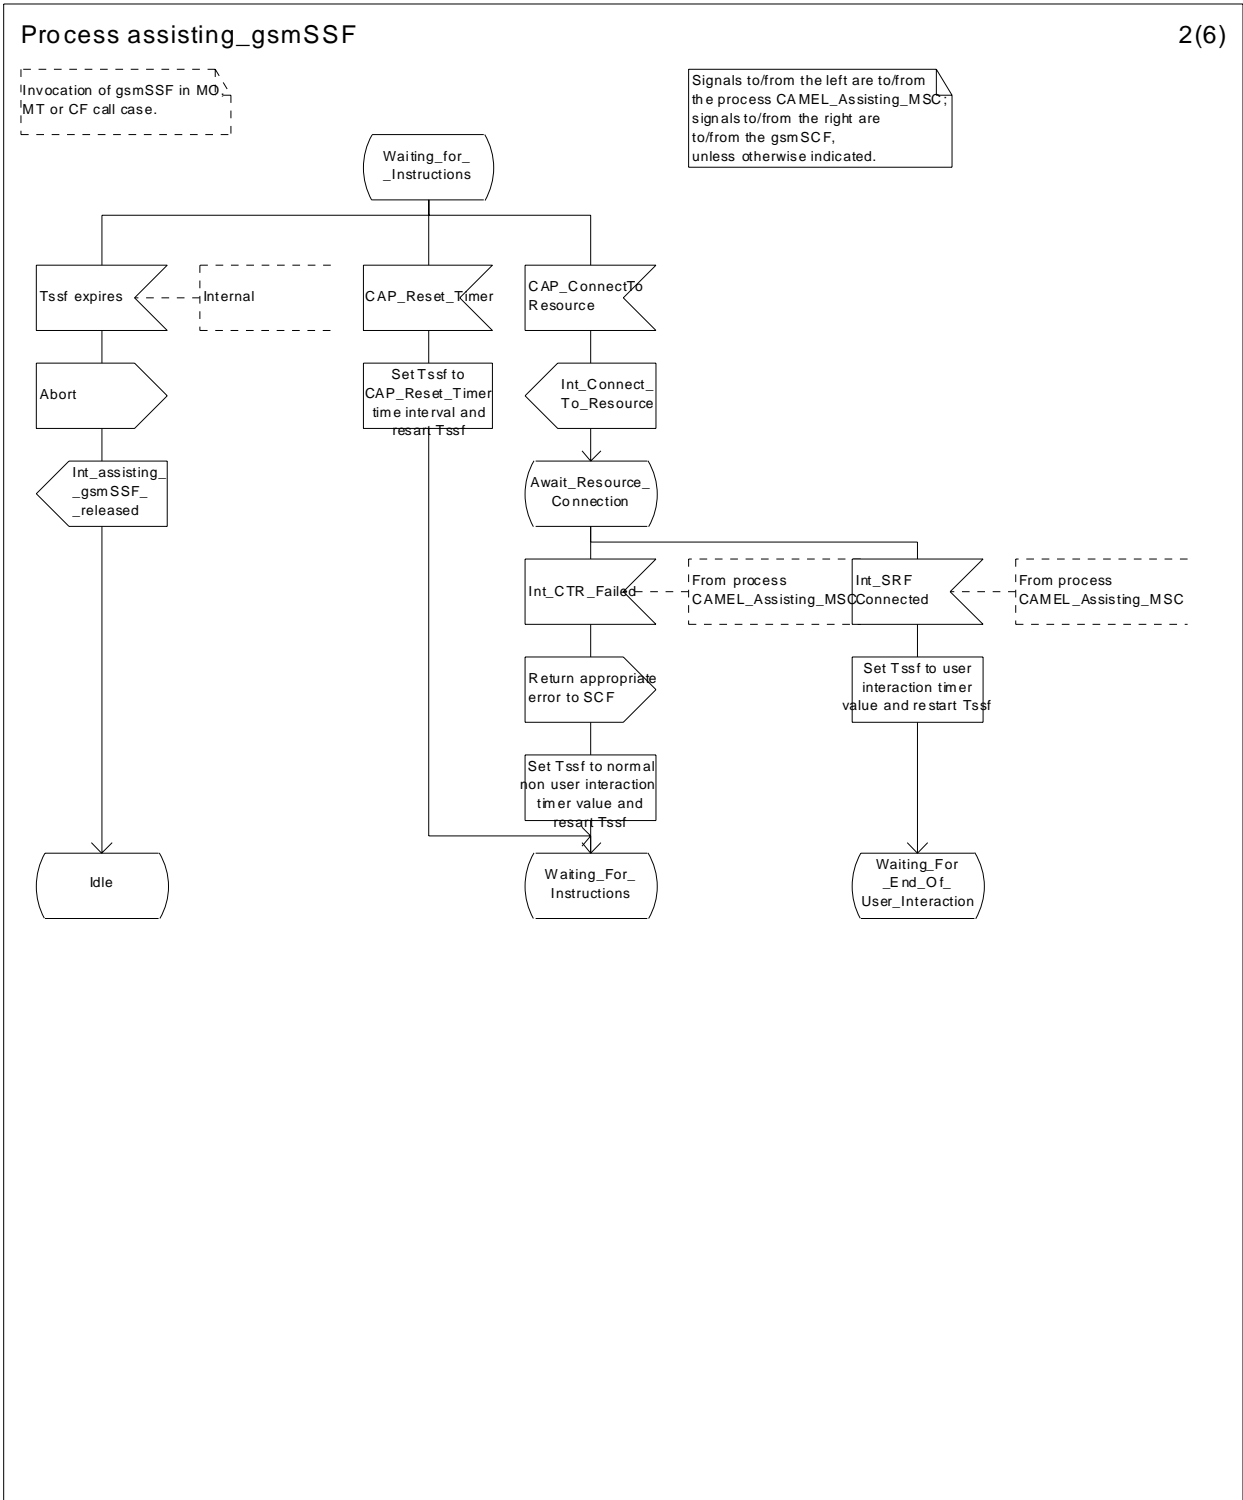 Process assisting_gsmSSF
2(6)
Invocation of gsmSSF in MO,
MT or CF call case.
Signals to/from the left are to/from
the process CAMEL_Assisting_MSC;
signals to/from the right are
to/from the gsmSCF,
unless otherwise indicated.
Waiting_for_
_Instructions
Tssf expires
Internal
CAP_Reset_Timer
CAP_ConnectTo
Resource
Abort
Set Tssf to
CAP_Reset_Timer
time interval and
resart Tssf
Int_Connect_
To_Resource
Int_assisting_
_gsmSSF_
_released
Await_Resource_
Connection
Int_CTR_Failed
From process
CAMEL_Assisting_MSC
Int_SRF
Connected
From process
CAMEL_Assisting_MSC
Return appropriate
error to SCF
Set Tssf to user
interaction timer
value and restart Tssf
Set Tssf to normal
non user interaction
timer value and
resart Tssf
Idle
Waiting_For_
Instructions
Waiting_For
_End_Of_
User_Interaction